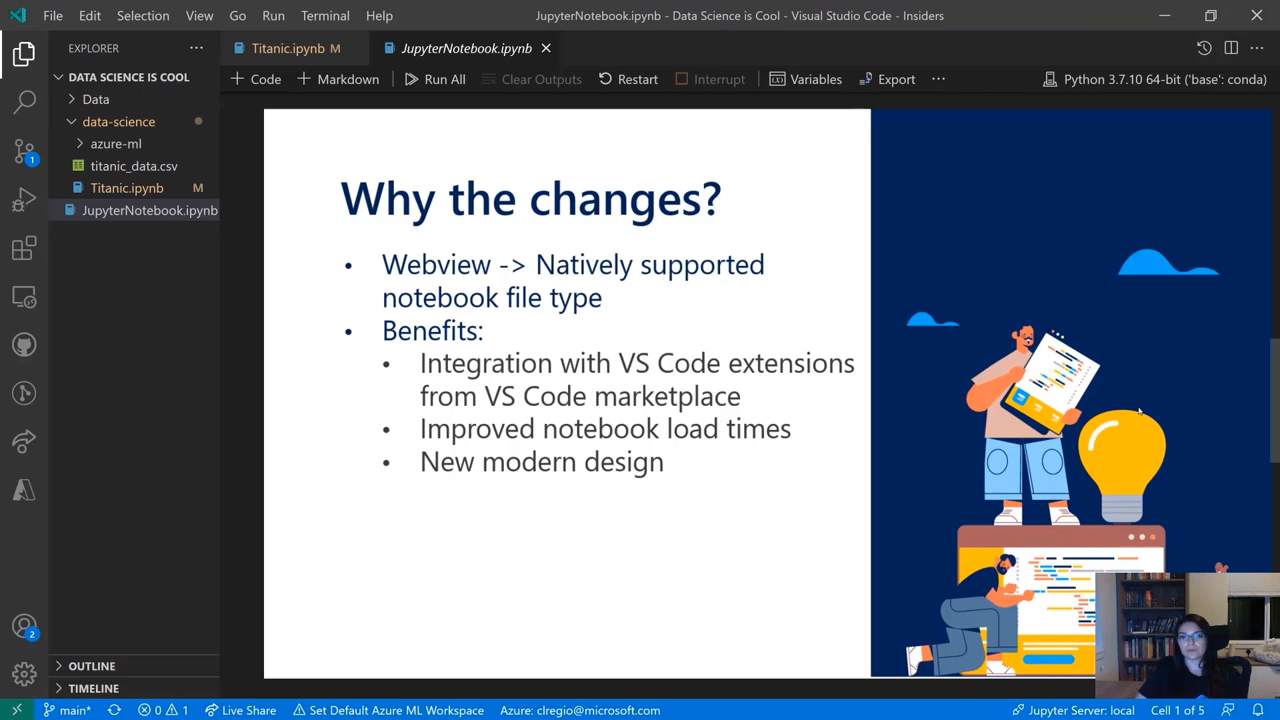 File Edit Selection View Go Run Terminal Help
JupyterNotebook.ipynb - Data Science is Cool - Visual Studio Code - Insiders
EXPLORER
Titanic.ipynb M
JupyterNotebook.ipynb
DATA SCIENCE IS COOL
Code
Markdown
Run All
Clear Outputs
Restart
Interrupt
Variables
Export
Python 3.7.10 64-bit ('base': conda)
Data
data-science
azure-ml
titanic_data.csv
Titanic.ipynb M
JupyterNotebook.ipynb
1
2
Why the changes?
• Webview -> Natively supported
notebook file type
• Benefits:
• Integration with VS Code extensions
from VS Code marketplace
• Improved notebook load times
• New modern design
OUTLINE
TIMELINE
main* 0 1 Live Share Set Default Azure ML Workspace Azure: clregio@microsoft.com Jupyter Server: local Cell 1 of 5